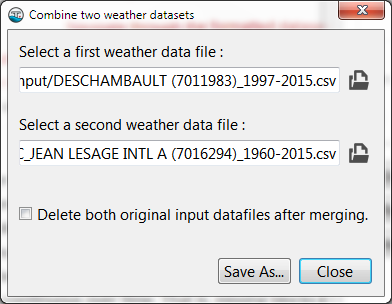 Combine two weather datasets
Select a first weather data file :
nput/DESCHAMBAULT (7011983)_1997-2015.csv
Select a second weather data file :
C_JEAN LESAGE INTL A (7016294)_1960-2015.csv
Delete both original input datafiles after merging.
Save As...
Close